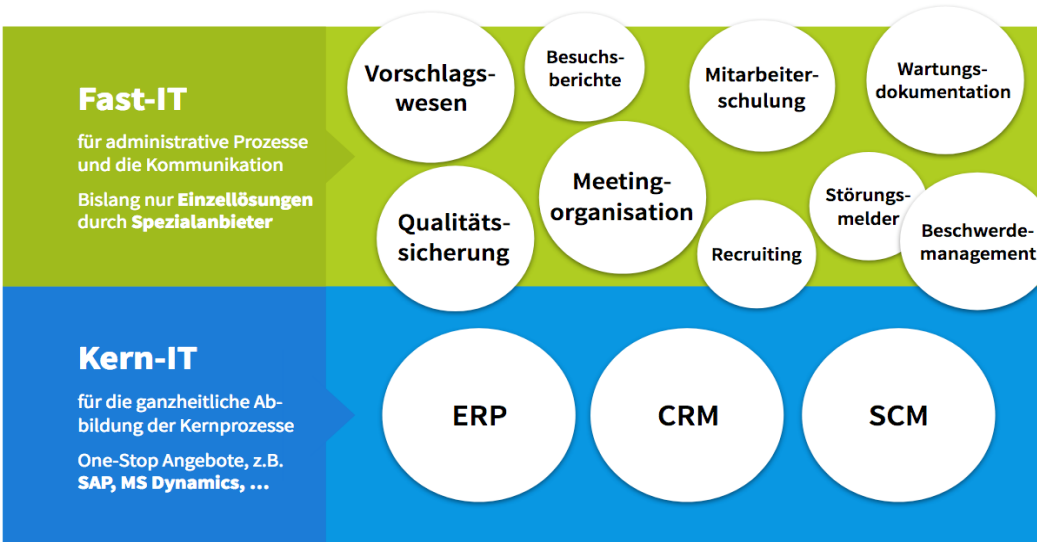 Fast-IT
für administrative Prozesse
und die Kommunikation
Bislang nur Einzellösungen
durch Spezialanbieter
Vorschlags-
wesen
Besuchs-
berichte
Mitarbeiter-
schulung
Wartungs-
dokumentation
Qualitäts-
sicherung
Meeting-
organisation
Recruiting
Störungs-
melder
Beschwerde-
management
Kern-IT
für die ganzheitliche Ab-
bildung der Kernprozesse
One-Stop Angebote, z.B.
SAP, MS Dynamics, ...
ERP
CRM
SCM